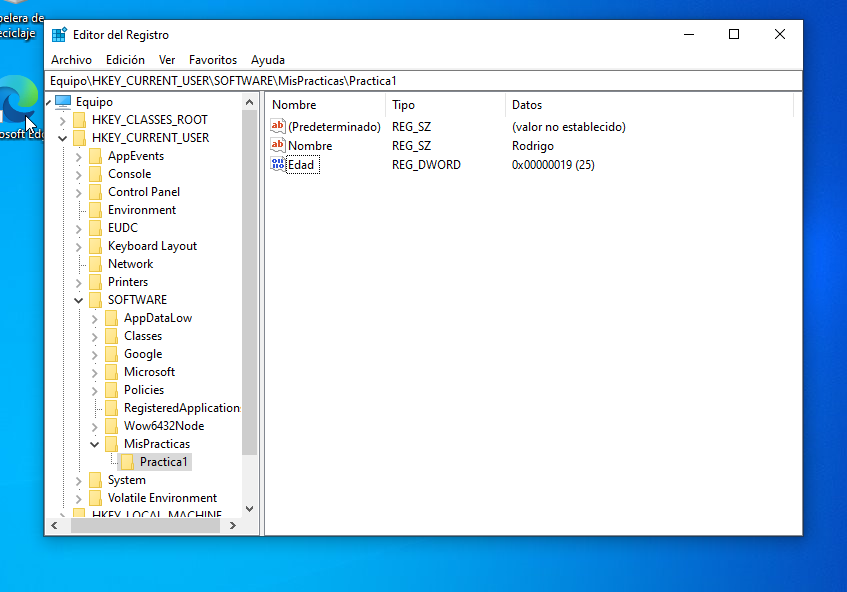 pelera de
eciclaje
osoft Edg
Editor del Registro
Archivo Edición Ver Favoritos Ayuda
Equipo\HKEY_CURRENT_USER\SOFTWARE\MisPracticas\Practica1
Equipo
HKEY_CLASSES_ROOT
HKEY_CURRENT_USER
AppEvents
Console
Control Panel
Environment
EUDC
Keyboard Layout
Network
Printers
SOFTWARE
AppDataLow
Classes
Google
Microsoft
Policies
RegisteredApplications
Wow6432Node
MisPracticas
Practica1
System
Volatile Environment
HKEY_LOCAL_MACHINE
Nombre Tipo Datos
(Predeterminado) REG_SZ (valor no establecido)
Nombre REG_SZ Rodrigo
Edad REG_DWORD 0x00000019 (25)